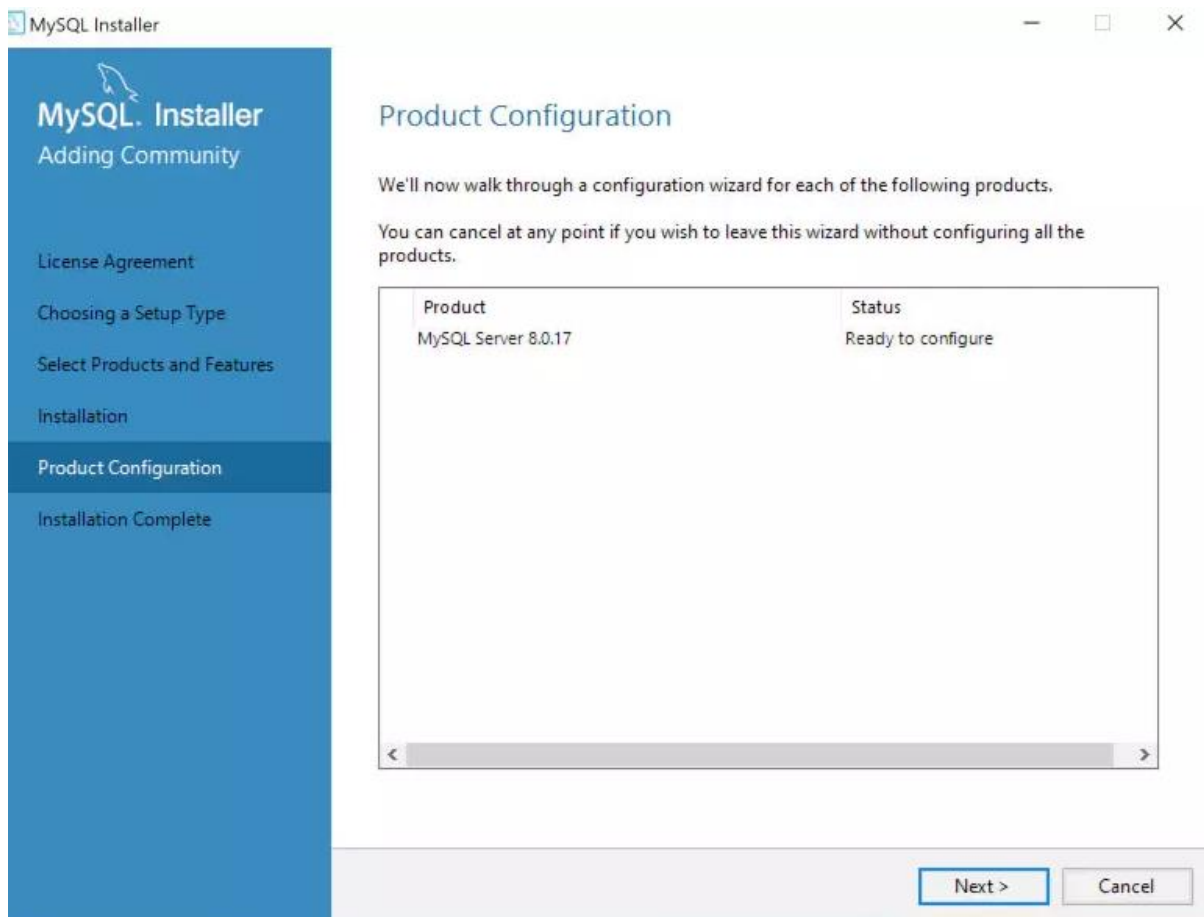 MySQL Installer
MySQL. Installer
Adding Community
License Agreement
Choosing a Setup Type
Select Products and Features
Installation
Product Configuration
Installation Complete
Product Configuration
We'll now walk through a configuration wizard for each of the following products.
You can cancel at any point if you wish to leave this wizard without configuring all the
products.
Product Status
MySQL Server 8.0.17 Ready to configure
Next > Cancel